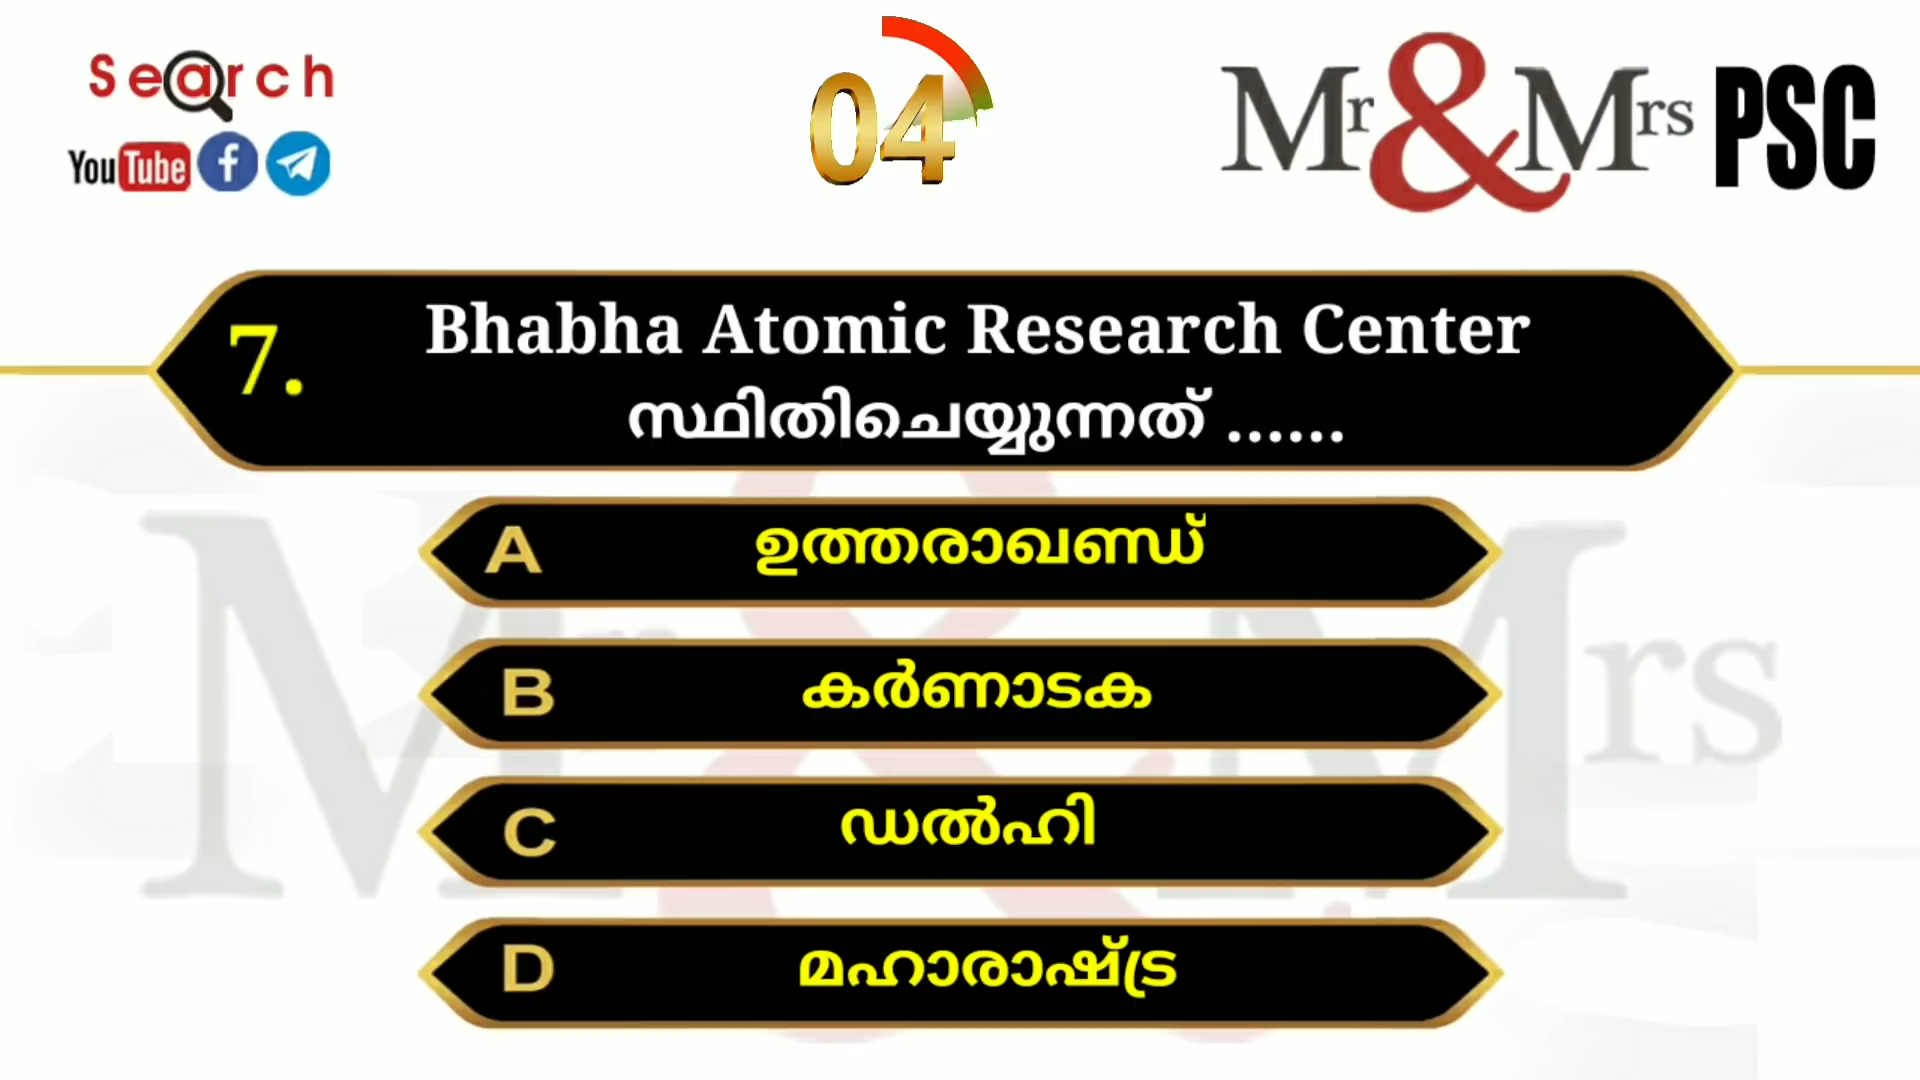 Search
YouTube
04
Mr & Mrs PSC
7.
Bhabha Atomic Research Center
സ്ഥിതിചെയ്യുന്നത് ......
A ഉത്തരാഖണ്ഡ്
B കർണാടക
C ഡൽഹി
D മഹാരാഷ്ട്ര